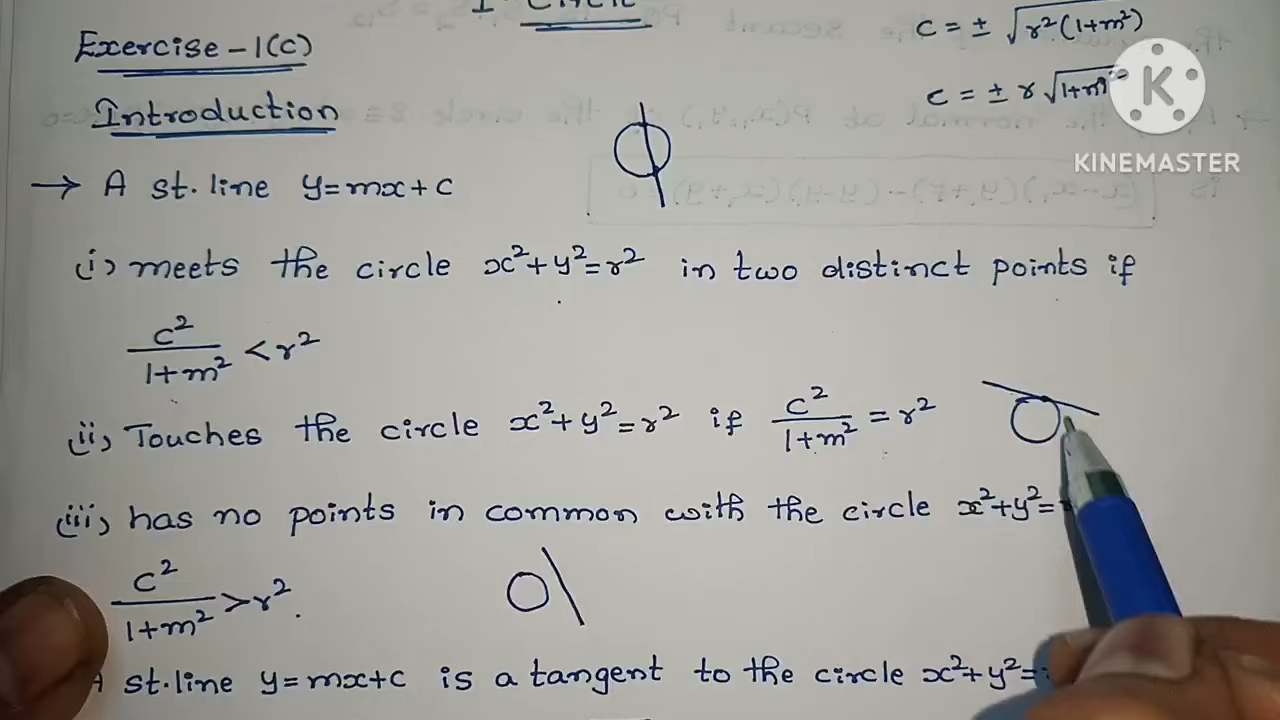 1. Circle
c = ± √r²(1+m²)
Exercise - 1(c)
c = ± r √1+m²
KINEMASTER
Introduction
→ A st. line y=mx+c
(i) meets the circle x²+y²=r² in two distinct points if
c²/1+m² < r²
(ii) Touches the circle x²+y²=r² if c²/1+m² = r²
(iii) has no points in common with the circle x²+y²=
c²/1+m² > r².
A st.line y=mx+c is a tangent to the circle x²+y²=